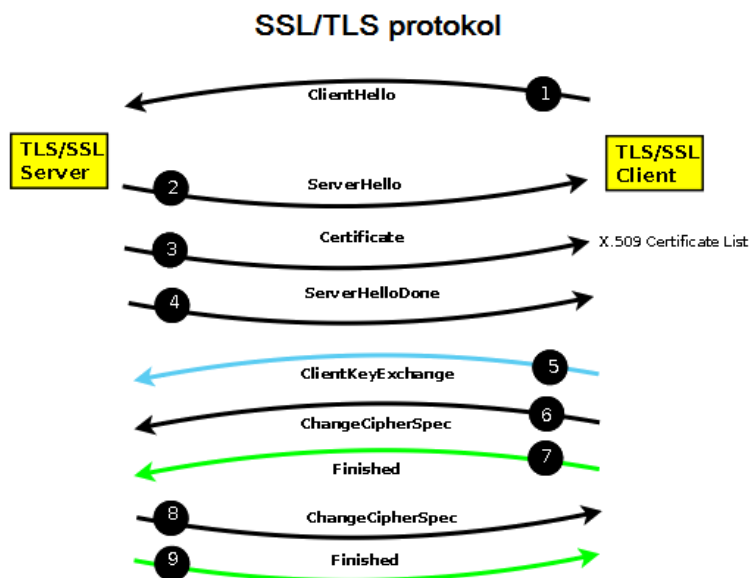 SSL/TLS protokol
ClientHello
1
TLS/SSL
Server
TLS/SSL
Client
2
ServerHello
3
Certificate
X.509 Certificate List
4
ServerHelloDone
5
ClientKeyExchange
6
ChangeCipherSpec
7
Finished
8
ChangeCipherSpec
9
Finished